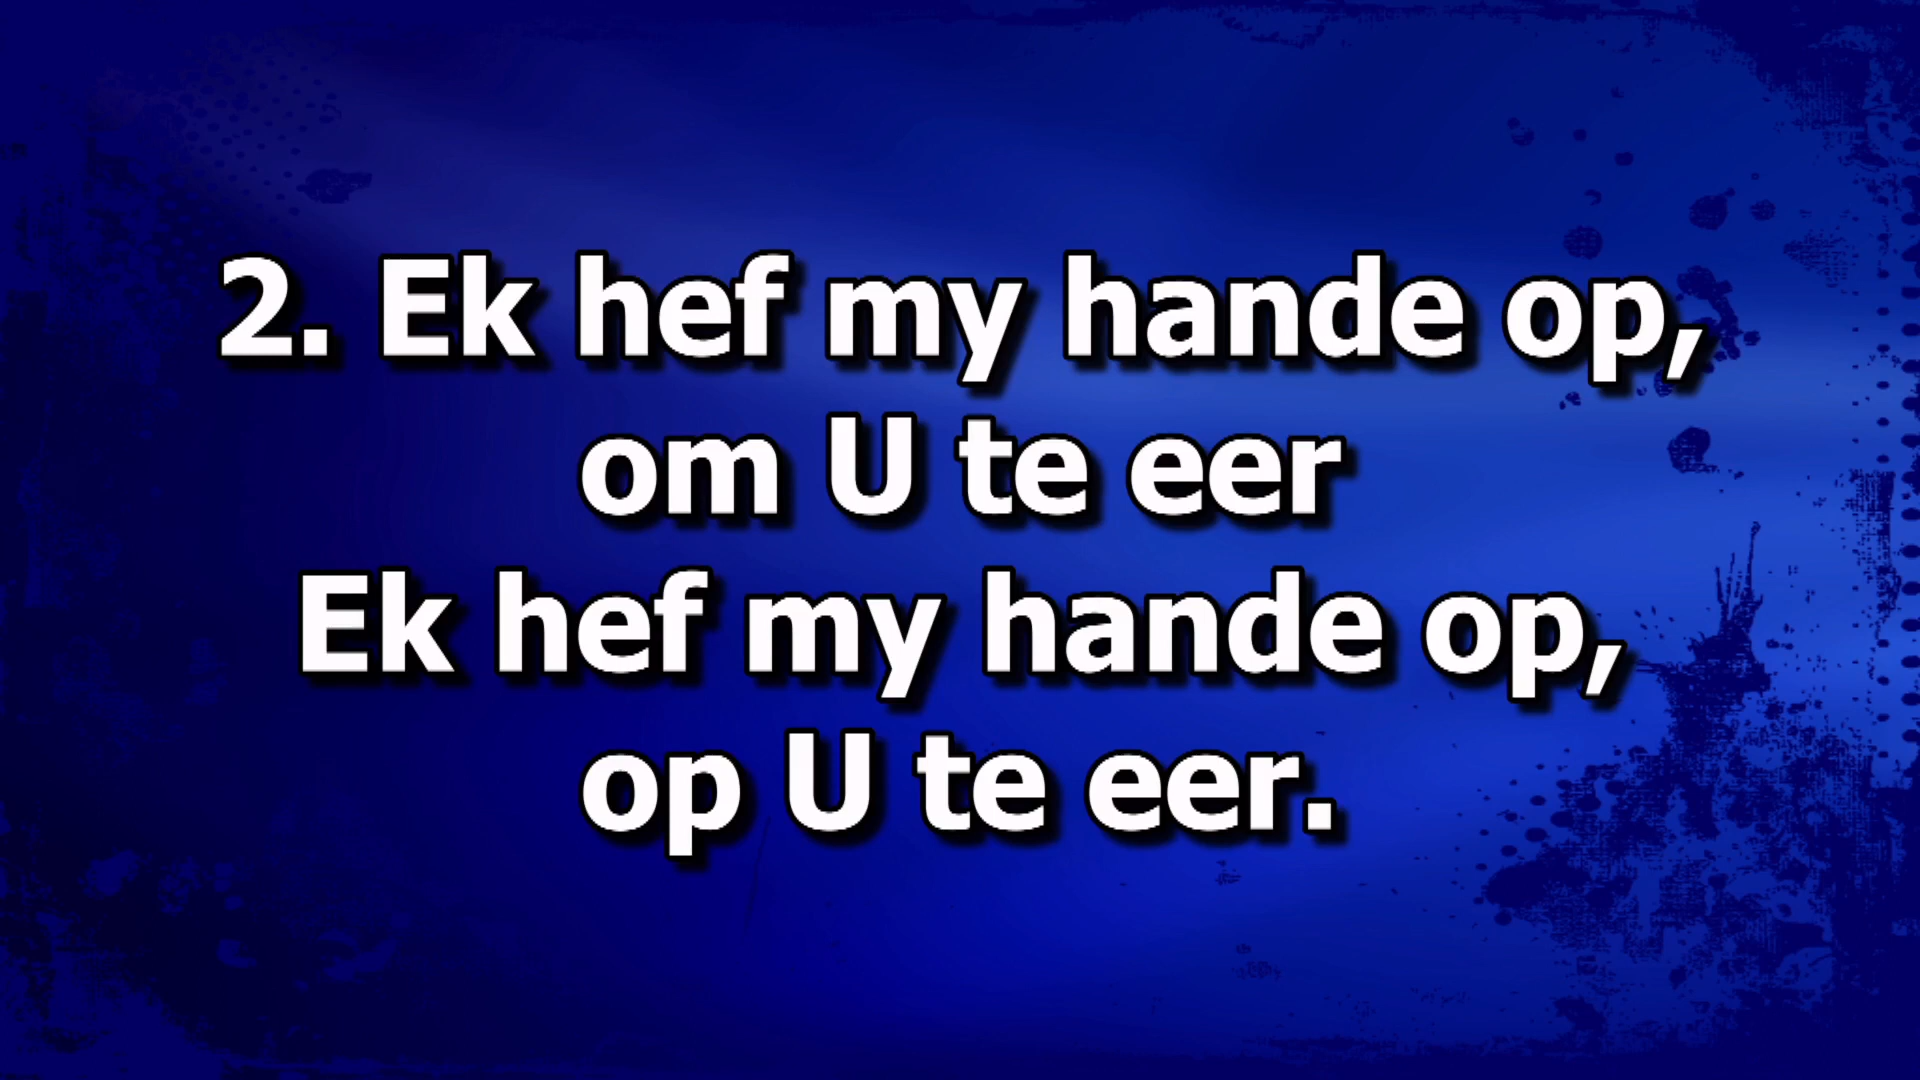 2. Ek hef my hande op,
om U te eer
Ek hef my hande op,
op U te eer.